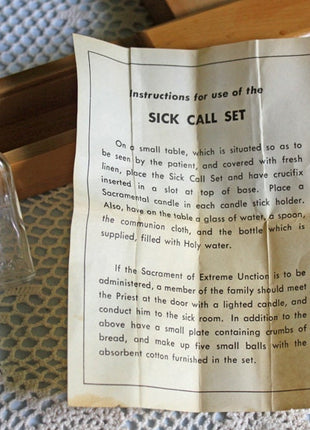 Instructions for use of the
SICK CALL SET
On a small table, which is situated so as to
be seen by the patient, and covered with fresh
linen, place the Sick Call Set and have crucifix
inserted in a slot at top of base. Place a
Sacramental candle in each candle stick holder.
Also, have on the table a glass of water, a spoon,
the communion cloth, and the bottle which is
supplied, filled with Holy water.
If the Sacrament of Extreme Unction is to be
administered, a member of the family should meet
the Priest at the door with a lighted candle, and
conduct him to the sick room. In addition to the
above have a small plate containing crumbs of
bread, and make up five small balls with the
absorbent cotton furnished in the set.